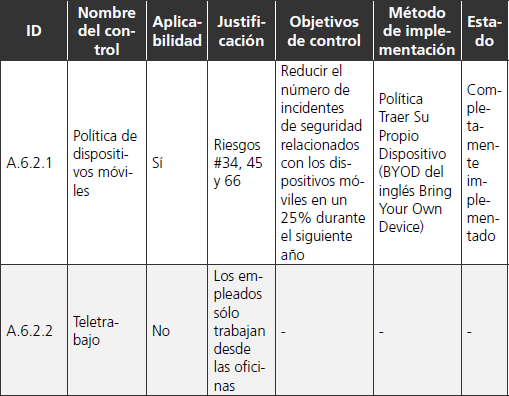 ID
Nombre
del con-
trol
Aplica-
bilidad
Justifi-
cación
Objetivos
de control
Método
de imple-
mentación
Esta-
do
A.6.2.1
Política de
dispositi-
vos móvi-
les
Sí
Riesgos
#34, 45
y 66
Reducir el
número de
incidentes
de seguridad
relacionados
con los dis-
positivos mó-
viles en un
25% durante
el siguiente
año
Política
Traer Su
Propio
Dispositivo
(BYOD del
inglés Bring
Your Own
Device)
Com-
pleta-
men-
te
im-
ple-
men-
tado
A.6.2.2
Teletra-
bajo
No
Los em-
pleados
sólo
trabajan
desde
las ofici-
nas
-
-
-